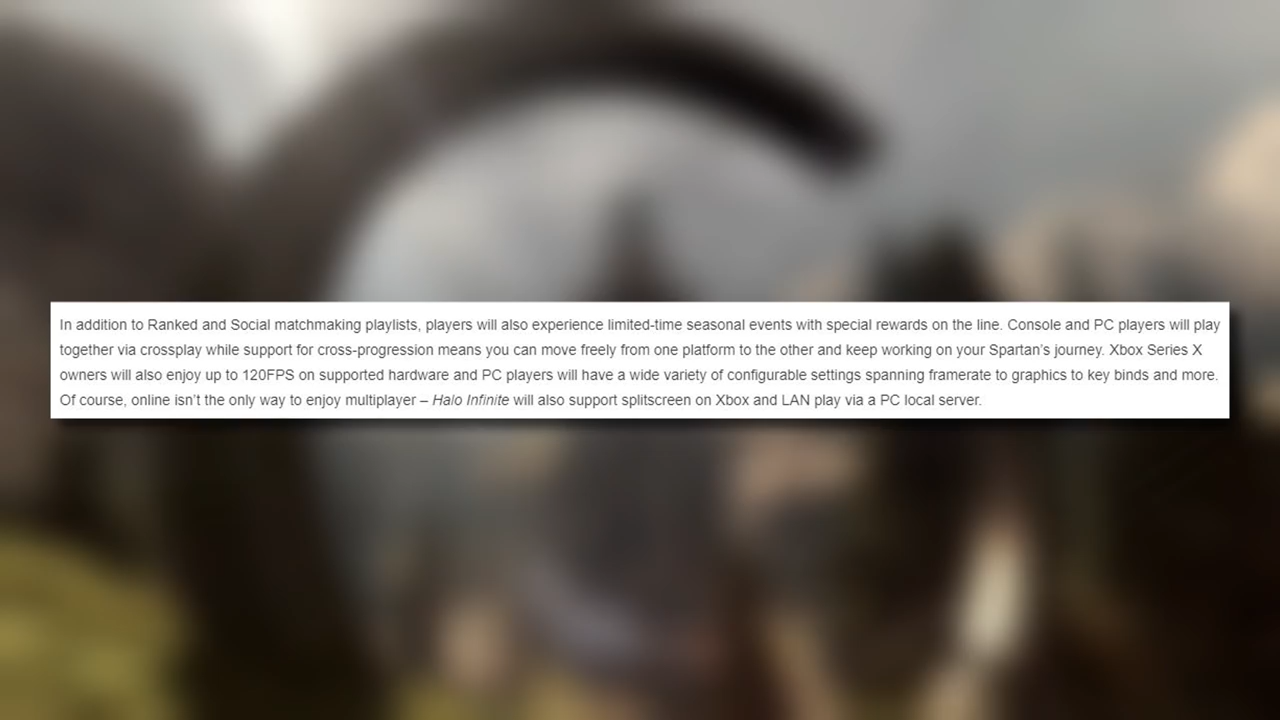 In addition to Ranked and Social matchmaking playlists, players will also experience limited-time seasonal events with special rewards on the line. Console and PC players will play
together via crossplay while support for cross-progression means you can move freely from one platform to the other and keep working on your Spartan’s journey. Xbox Series X
owners will also enjoy up to 120FPS on supported hardware and PC players will have a wide variety of configurable settings spanning framerate to graphics to key binds and more.
Of course, online isn’t the only way to enjoy multiplayer – Halo Infinite will also support splitscreen on Xbox and LAN play via a PC local server.